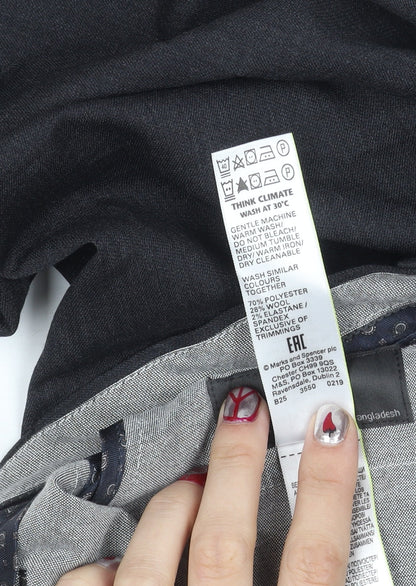 THINK CLIMATE
WASH AT 30°C
GENTLE MACHINE
WARM WASH/
DO NOT BLEACH/
MEDIUM TUMBLE
DRY/ WARM IRON/
DRY CLEANABLE
WASH SIMILAR
COLOURS
TOGETHER
70% POLYESTER
28% WOOL
2% ELASTANE /
SPANDEX
EXCLUSIVE OF
TRIMMINGS
EAC
© Marks and Spencer plc
PO BOX 3339
Chester CH99 9QS
M&S, PO Box 13022
Ravensdale, Dublin 2
B25 3550 0219
angladesh